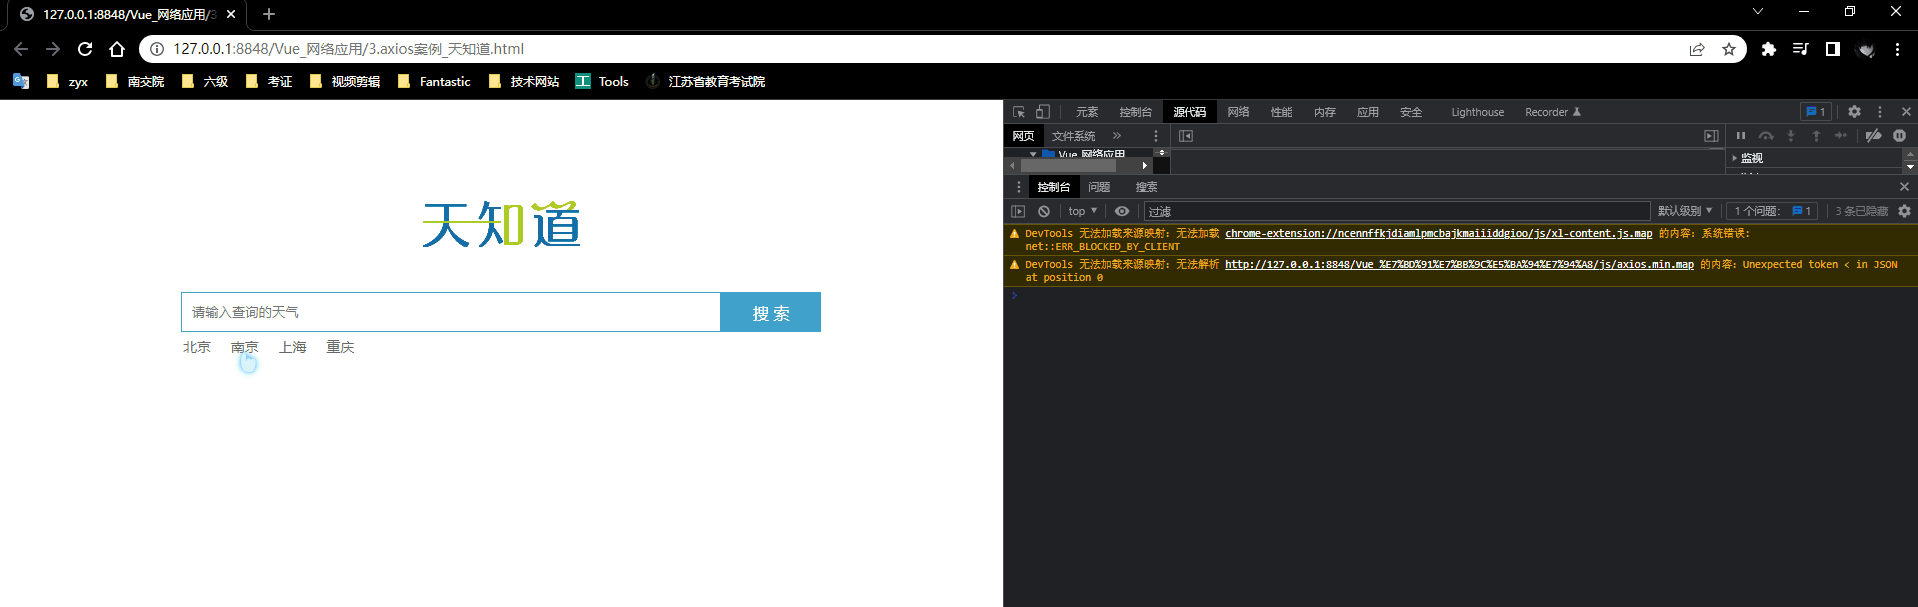 127.0.0.1:8848/Vue_网络应用/3
127.0.0.1:8848/Vue_网络应用/3.axios案例_天知道.html
zyx 南交院 六级 考证 视频剪辑 Fantastic 技术网站 工 Tools 江苏省教育考试院
元素 控制台 源代码 网络 性能 内存 应用 安全 Lighthouse Recorder 1
网页 文件系统 »
Vue_网络应用
监视
控制台 问题 搜索
top 过滤 默认级别 1 个问题: 1 3 条已隐藏
DevTools 无法加载来源映射: 无法加载 chrome-extension://ncennffkjdiamlpmcbajkmaiiiddgioo/js/xl-content.js.map 的内容: 系统错误:
net::ERR_BLOCKED_BY_CLIENT
DevTools 无法加载来源映射: 无法解析 http://127.0.0.1:8848/Vue_%E7%BD%91%E7%BB%9C%E5%BA%94%E7%94%A8/js/axios.min.map 的内容: Unexpected token < in JSON
at position 0
天知道
请输入查询的天气 搜 索
北京 南京 上海 重庆